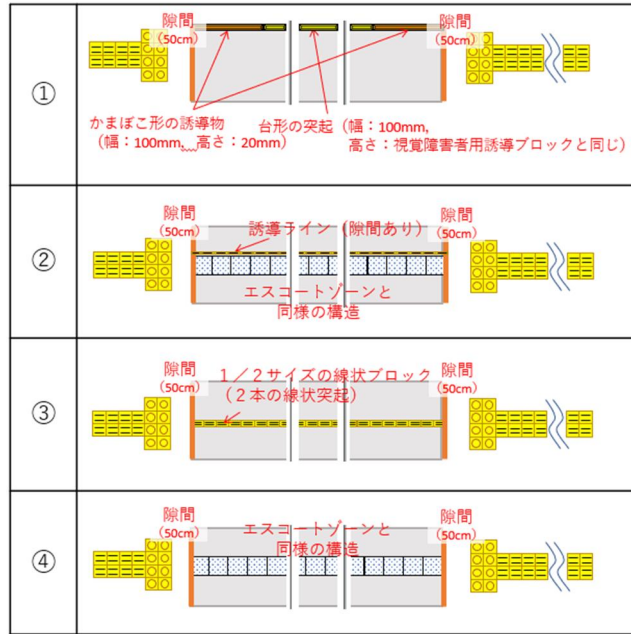 ①
隙間
(50cm)
隙間
(50cm)
かまぼこ形の誘導物
(幅：100mm, 高さ：20mm)
台形の突起 (幅：100mm,
高さ：視覚障害者用誘導ブロックと同じ)
②
隙間
(50cm)
隙間
(50cm)
誘導ライン (隙間あり)
エスコートゾーンと
同様の構造
③
隙間
(50cm)
隙間
(50cm)
１／２サイズの線状ブロック
(２本の線状突起)
④
隙間
(50cm)
隙間
(50cm)
エスコートゾーンと
同様の構造